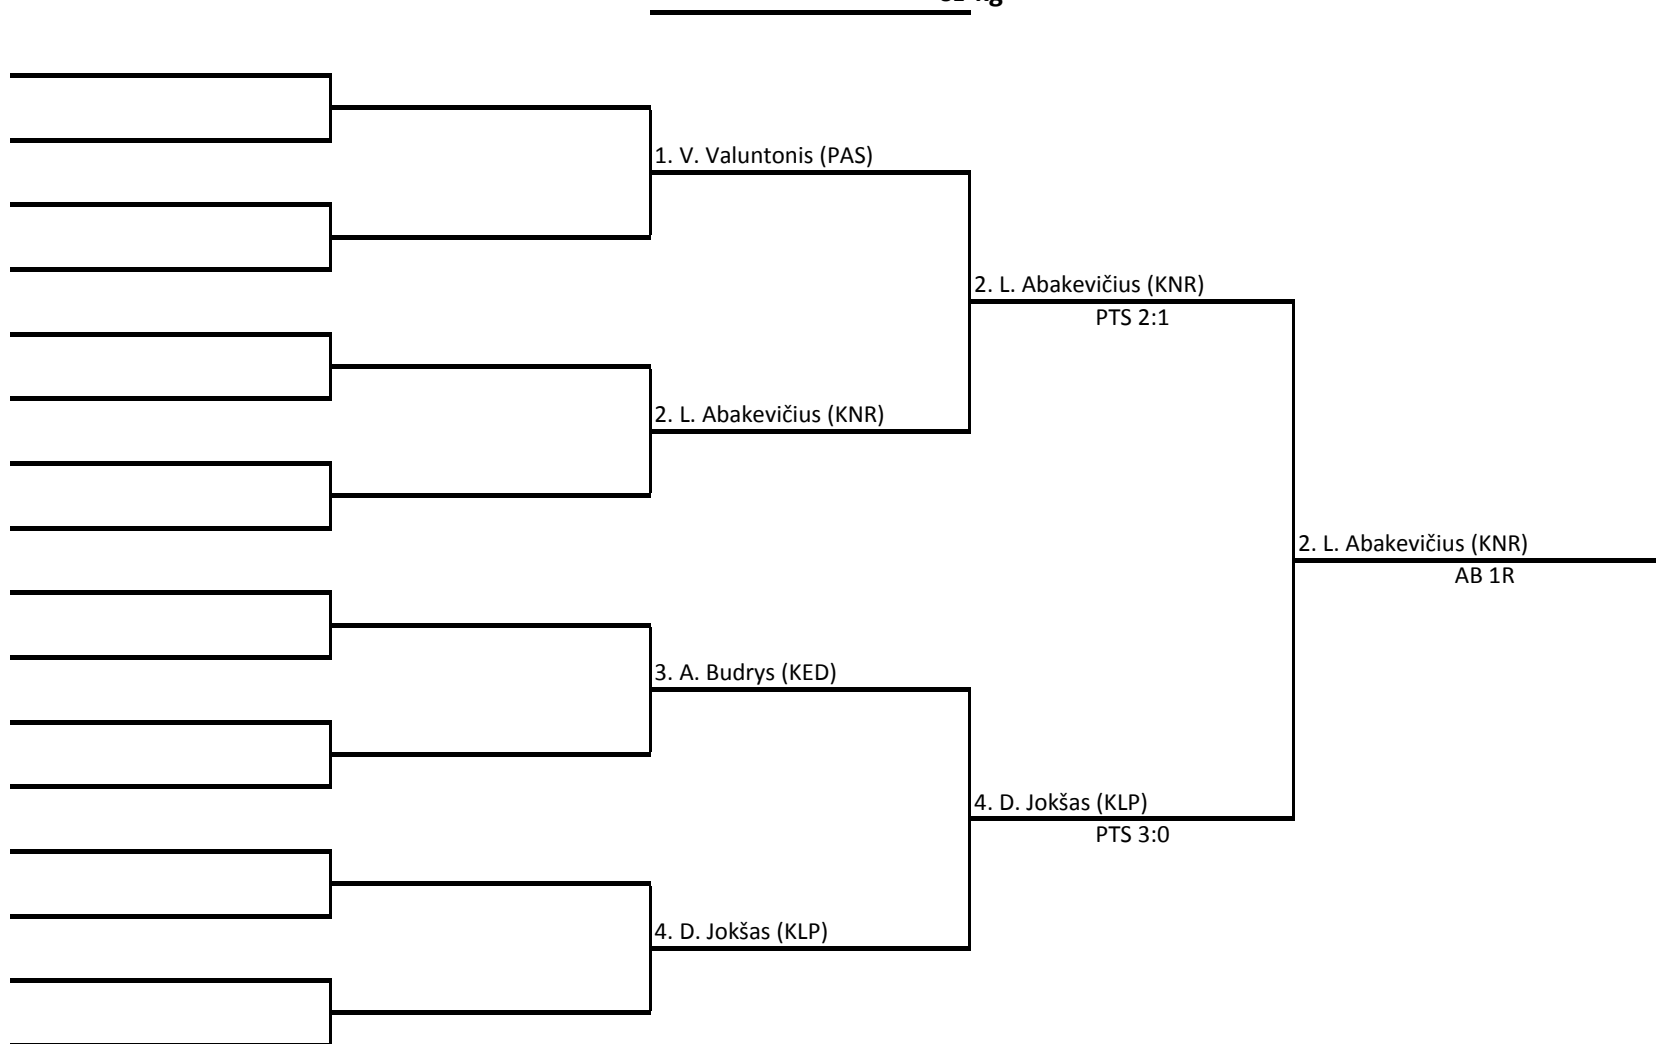 1. V. Valuntonis (PAS)
2. L. Abakevičius (KNR)
PTS 2:1
2. L. Abakevičius (KNR)
2. L. Abakevičius (KNR)
AB 1R
3. A. Budrys (KED)
4. D. Jokšas (KLP)
PTS 3:0
4. D. Jokšas (KLP)